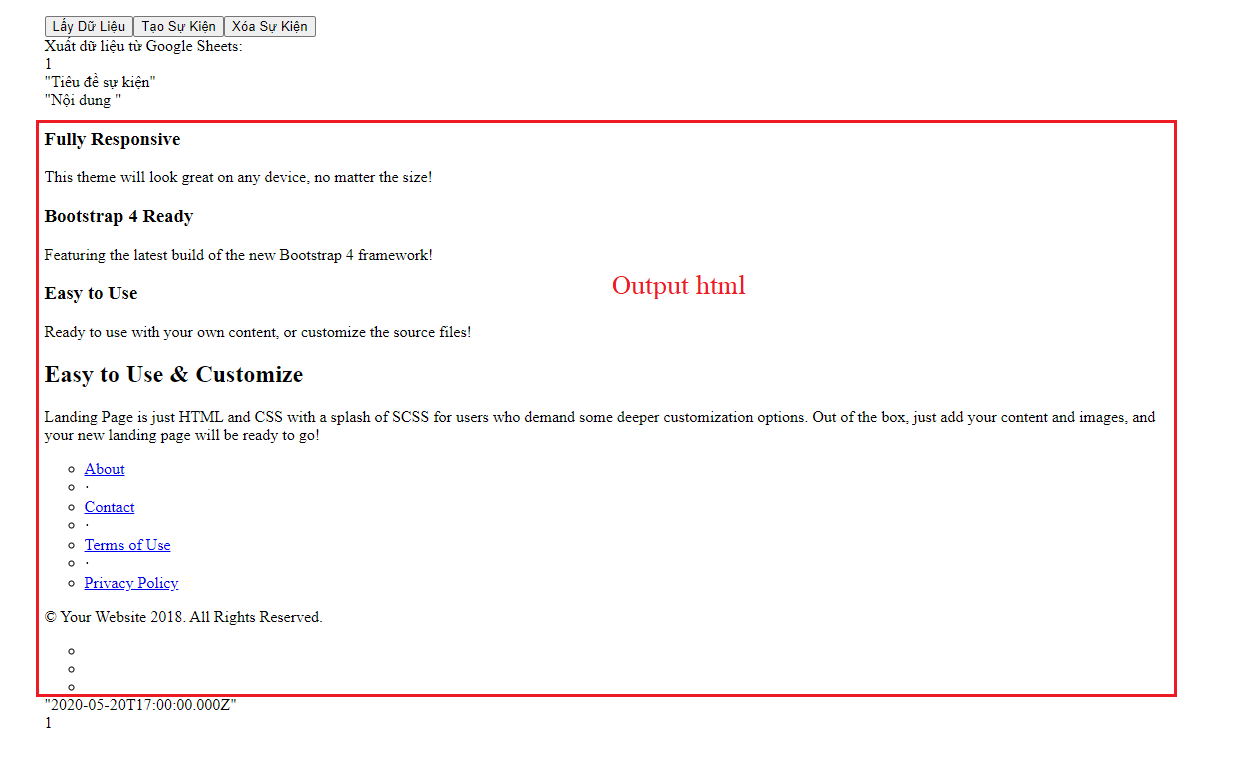 Lấy Dữ Liệu Tạo Sự Kiện Xóa Sự Kiện
Xuất dữ liệu từ Google Sheets:
1
"Tiêu đề sự kiện"
"Nội dung "
Fully Responsive
This theme will look great on any device, no matter the size!
Bootstrap 4 Ready
Featuring the latest build of the new Bootstrap 4 framework!
Output html
Easy to Use
Ready to use with your own content, or customize the source files!
Easy to Use & Customize
Landing Page is just HTML and CSS with a splash of SCSS for users who demand some deeper customization options. Out of the box, just add your content and images, and
your new landing page will be ready to go!
About
·
Contact
·
Terms of Use
·
Privacy Policy
© Your Website 2018. All Rights Reserved.
"2020-05-20T17:00:00.000Z"
1